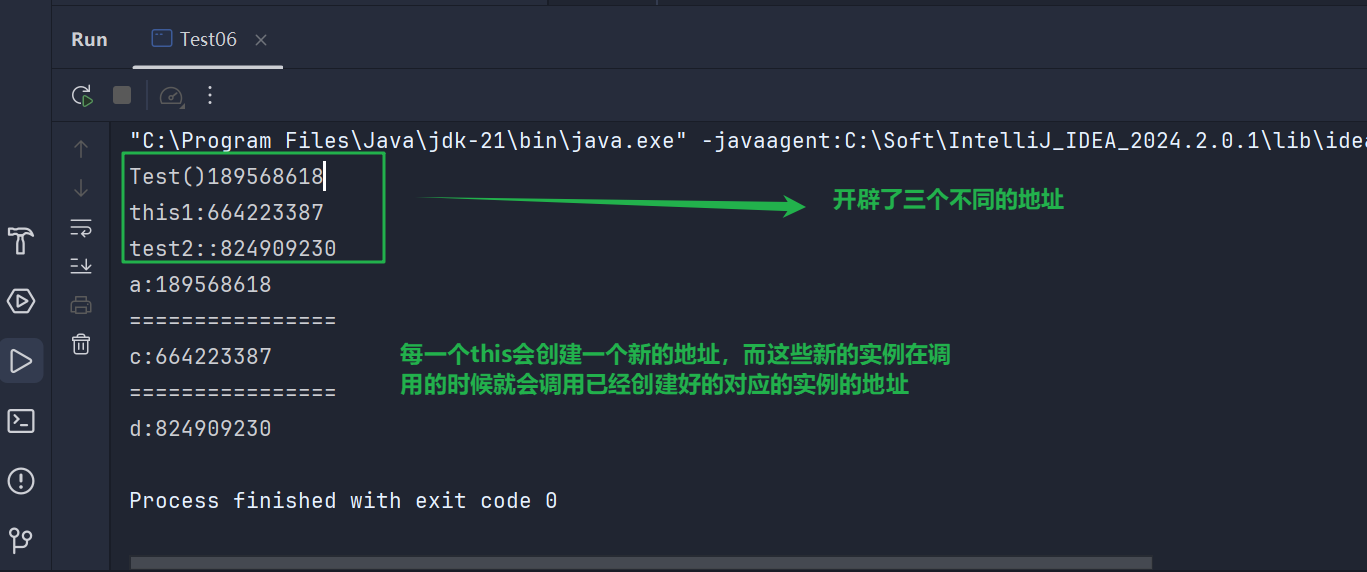 Run Test06
"C:\Program Files\Java\jdk-21\bin\java.exe" -javaagent:C:\Soft\IntelliJ_IDEA_2024.2.0.1\lib\idea
Test()189568618
this1:664223387
test2::824909230
开辟了三个不同的地址
a:189568618
================
c:664223387
每一个this会创建一个新的地址，而这些新的实例在调
用的时候就会调用已经创建好的对应的实例的地址
================
d:824909230
Process finished with exit code 0